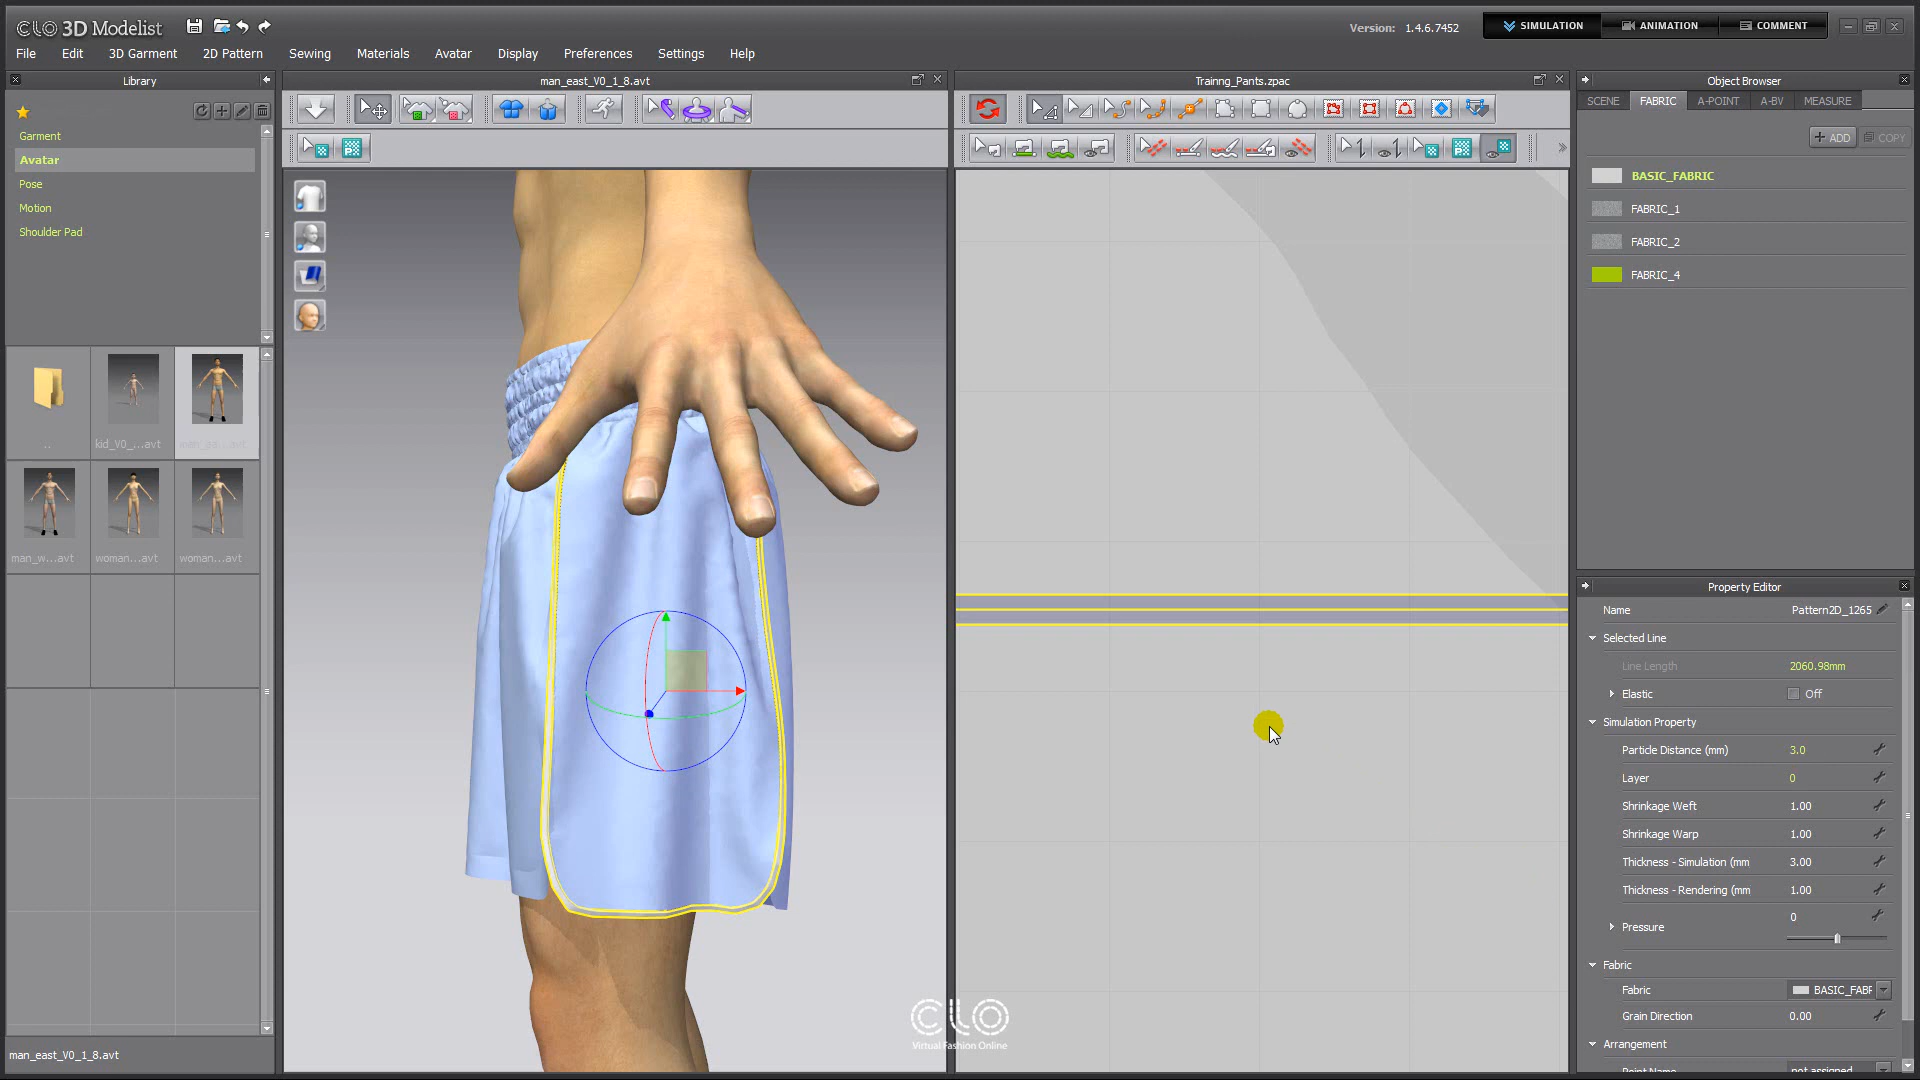 CLO 3D Modelist
Version: 1.4.6.7452
SIMULATION
ANIMATION
COMMENT
File
Edit
3D Garment
2D Pattern
Sewing
Materials
Avatar
Display
Preferences
Settings
Help
Library
man_east_V0_1_8.avt
Trainng_Pants.zpac
Object Browser
SCENE
FABRIC
A-POINT
A-BV
MEASURE
ADD
COPY
Garment
Avatar
Pose
Motion
Shoulder Pad
BASIC_FABRIC
FABRIC_1
FABRIC_2
FABRIC_4
..
kid_V0_...avt
man_w...avt
woman...avt
woman...avt
Property Editor
Name
Pattern2D_1265
Selected Line
Line Length
2060.98mm
Elastic
Off
Simulation Property
Particle Distance (mm)
3.0
Layer
0
Shrinkage Weft
1.00
Shrinkage Warp
1.00
Thickness - Simulation (mm
3.00
Thickness - Rendering (mm
1.00
Pressure
0
Fabric
Fabric
BASIC_FABR
Grain Direction
0.00
Arrangement
Point Name
not assigned
CLO
Virtual Fashion Online
man_east_V0_1_8.avt